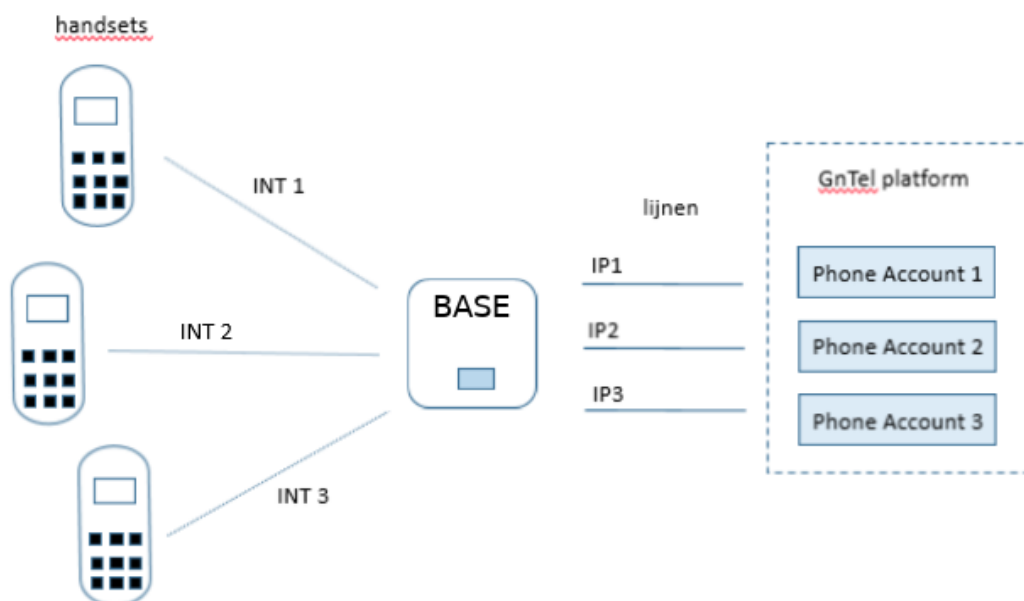 handsets
INT 1
INT 2
INT 3
BASE
lijnen
IP1
IP2
IP3
GnTel platform
Phone Account 1
Phone Account 2
Phone Account 3